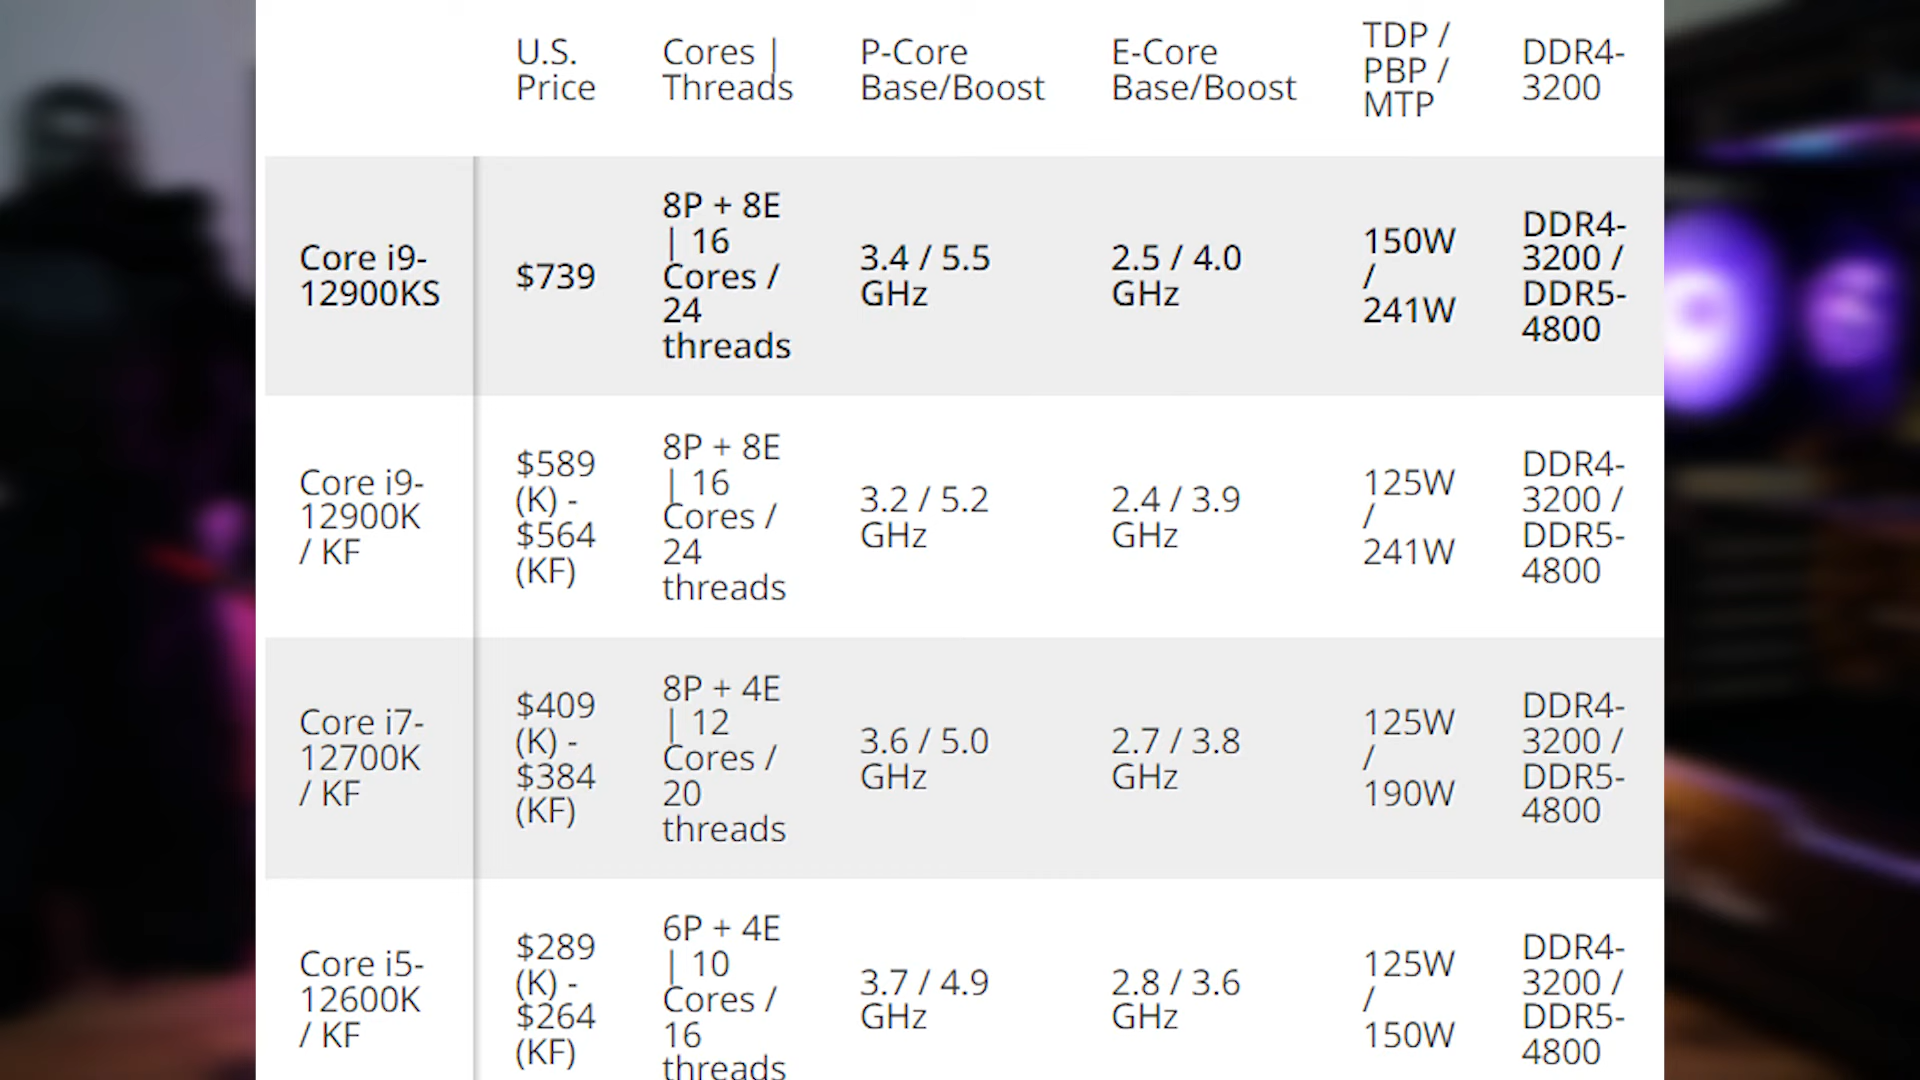 U.S.
Price
Cores |
Threads
P-Core
Base/Boost
E-Core
Base/Boost
TDP /
PBP /
MTP
DDR4-
3200
Core i9-
12900KS
$739
8P + 8E
| 16
Cores /
24
threads
3.4 / 5.5
GHz
2.5 / 4.0
GHz
150W
/
241W
DDR4-
3200 /
DDR5-
4800
Core i9-
12900K
/ KF
$589
(K) -
$564
(KF)
8P + 8E
| 16
Cores /
24
threads
3.2 / 5.2
GHz
2.4 / 3.9
GHz
125W
/
241W
DDR4-
3200 /
DDR5-
4800
Core i7-
12700K
/ KF
$409
(K) -
$384
(KF)
8P + 4E
| 12
Cores /
20
threads
3.6 / 5.0
GHz
2.7 / 3.8
GHz
125W
/
190W
DDR4-
3200 /
DDR5-
4800
Core i5-
12600K
/ KF
$289
(K) -
$264
(KF)
6P + 4E
| 10
Cores /
16
threads
3.7 / 4.9
GHz
2.8 / 3.6
GHz
125W
/
150W
DDR4-
3200 /
DDR5-
4800